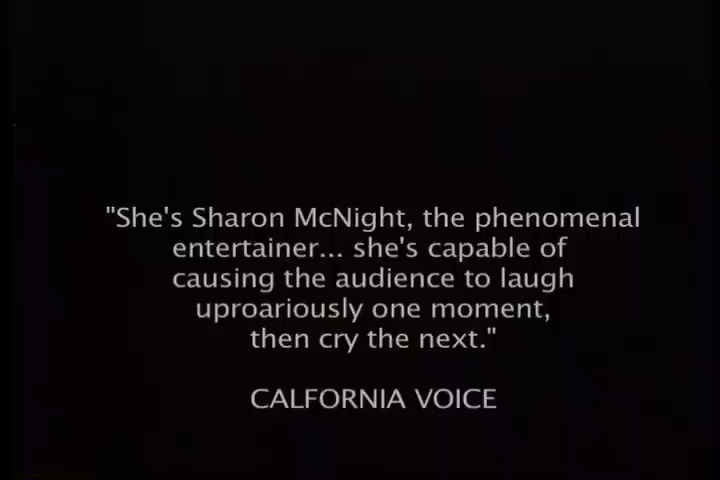 "She's Sharon McNight, the phenomenal
entertainer... she's capable of
causing the audience to laugh
uproariously one moment,
then cry the next."
CALFORNIA VOICE